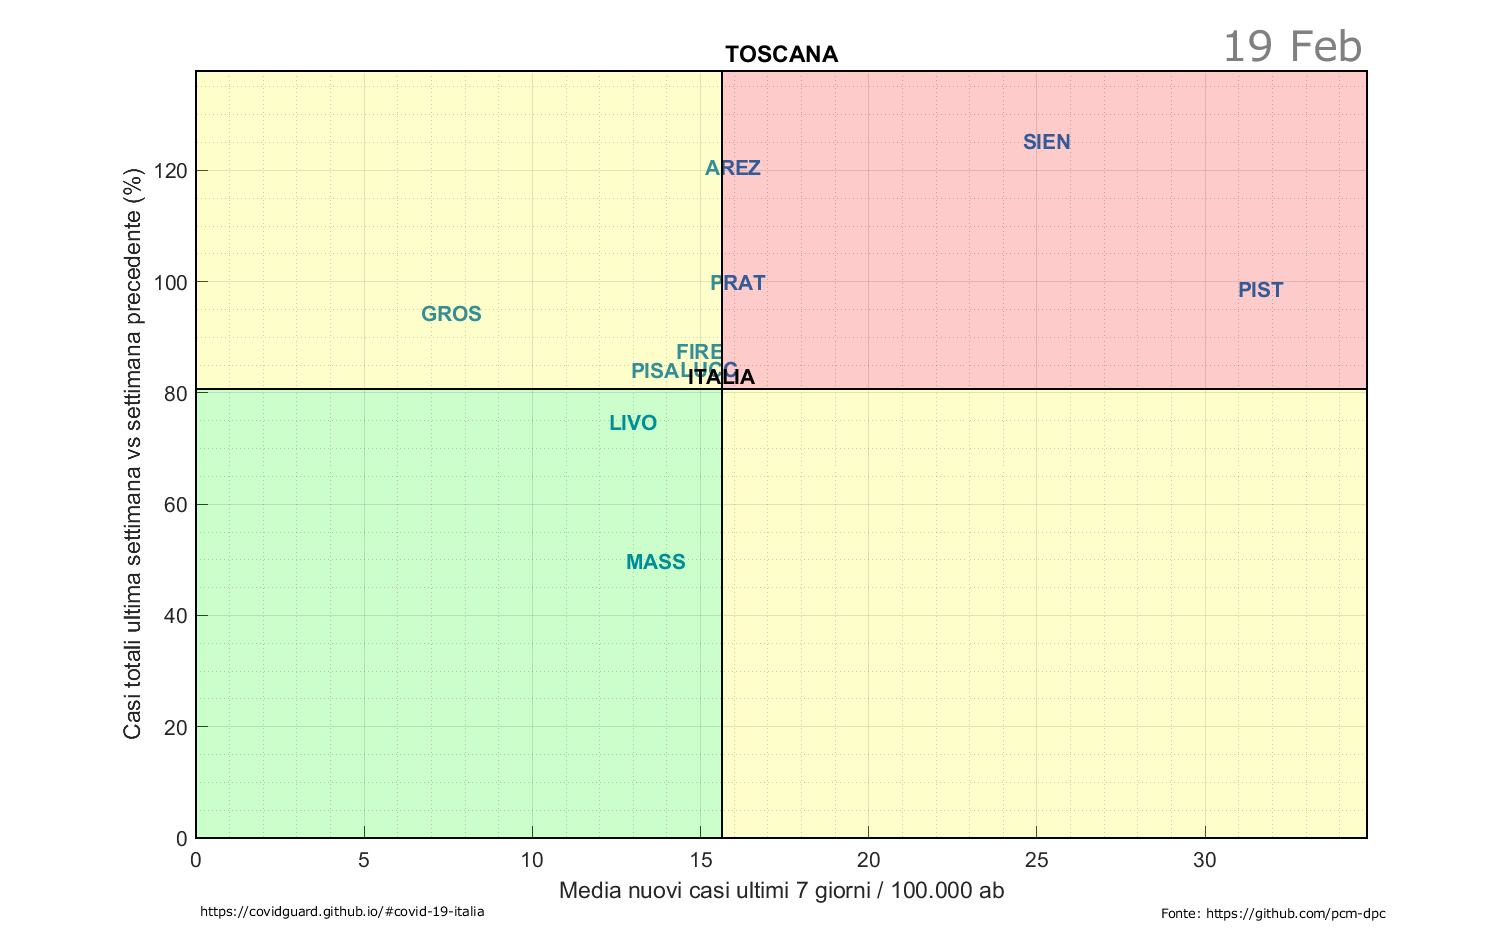 19 Feb
TOSCANA
Casi totali ultima settimana vs settimana precedente (%)
120
100
80
60
40
20
0
SIEN
AREZ
PRAT
PIST
GROS
FIRE
PISA
LUCC
ITALIA
LIVO
MASS
0 5 10 15 20 25 30
Media nuovi casi ultimi 7 giorni / 100.000 ab
https://covidguard.github.io/#covid-19-italia
Fonte: https://github.com/pcm-dpc